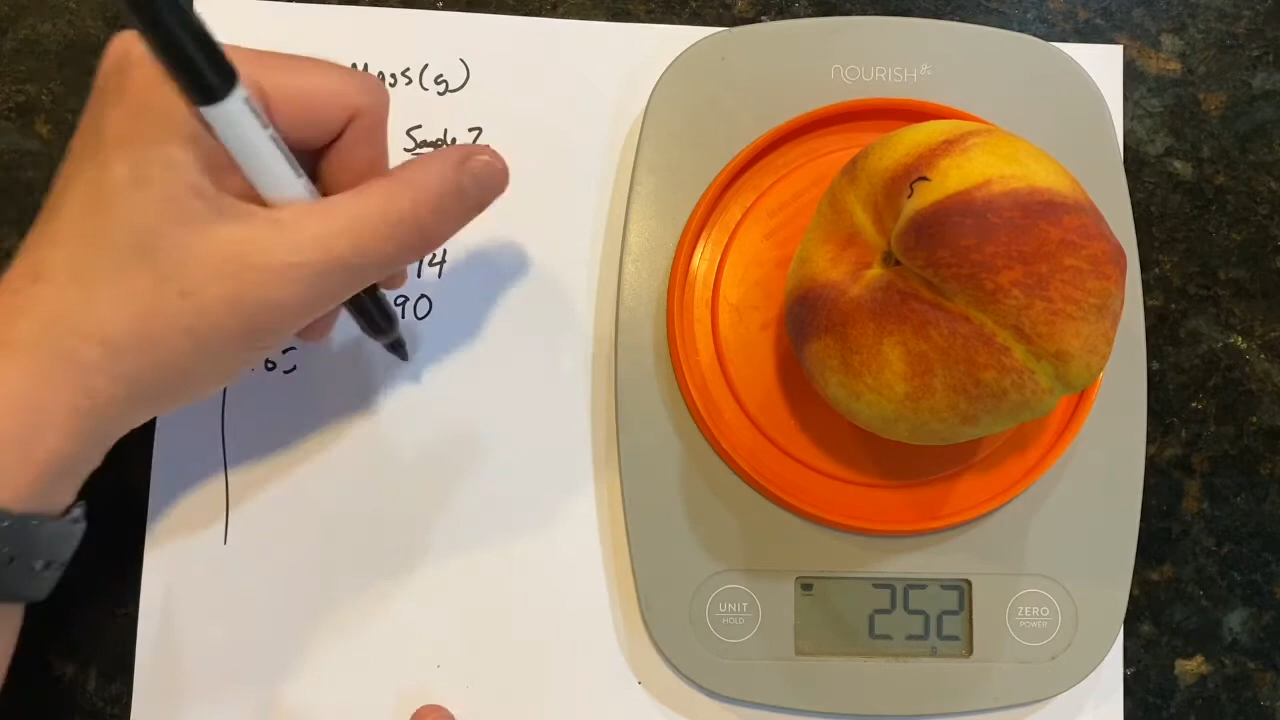 Mass(g)
NOURISH
Sample 2
14
90
UNIT
HOLD
252
g
ZERO
POWER